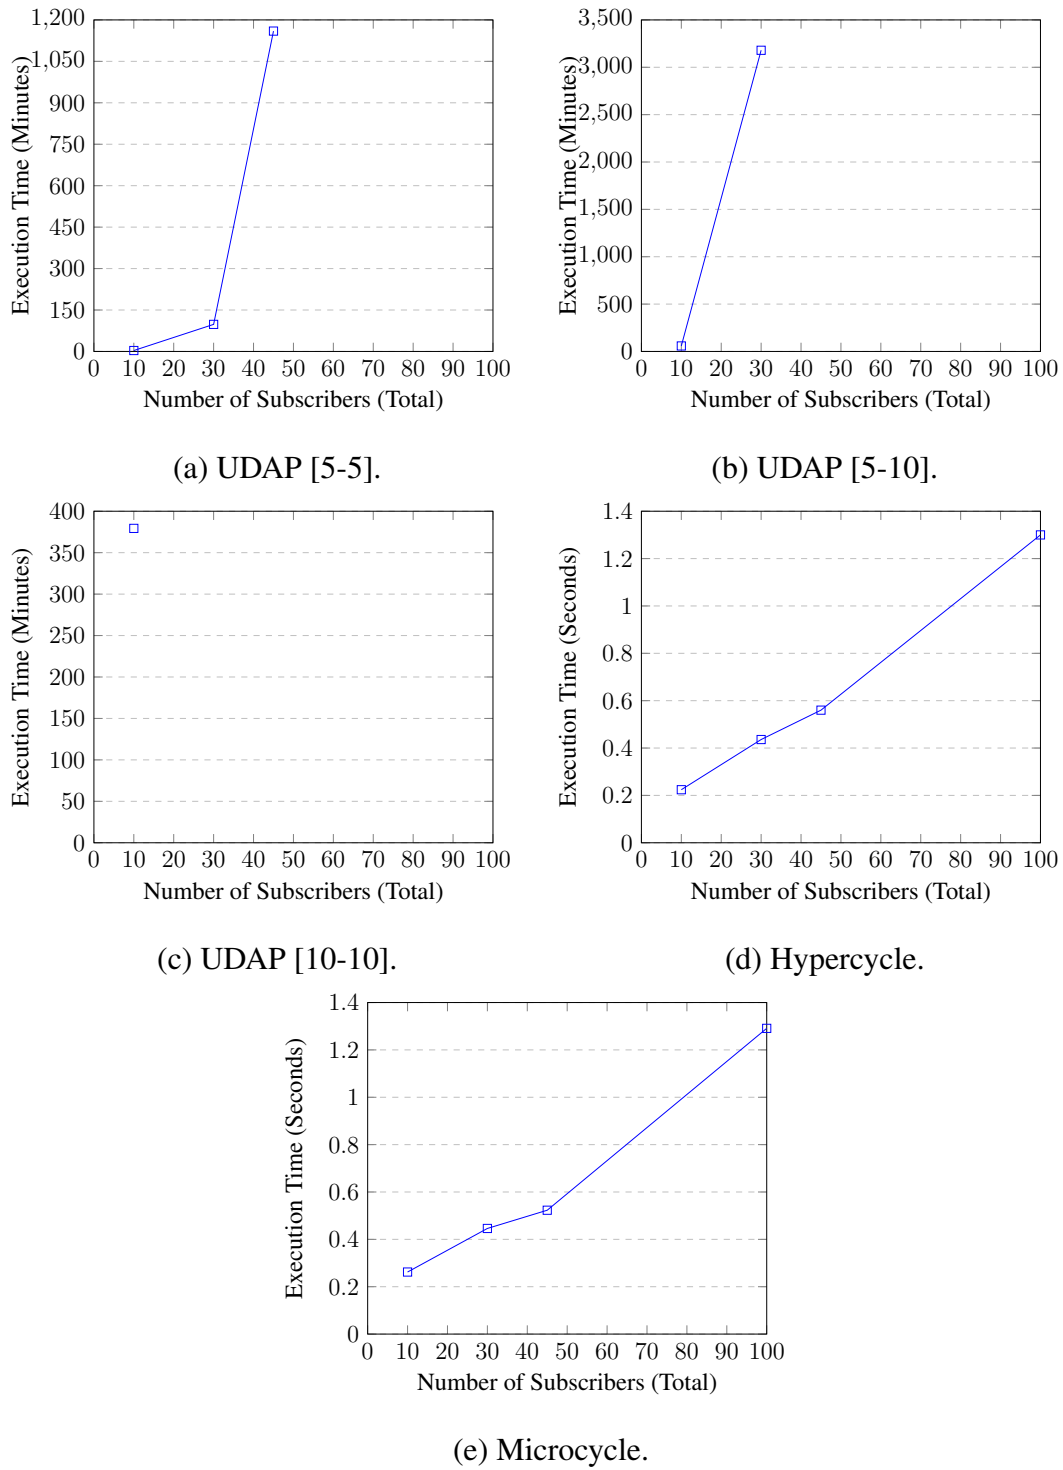 1,200
1,050
900
750
600
450
300
150
0
Execution Time (Minutes)
0 10 20 30 40 50 60 70 80 90 100
Number of Subscribers (Total)
(a) UDAP [5-5].
3,500
3,000
2,500
2,000
1,500
1,000
500
0
Execution Time (Minutes)
0 10 20 30 40 50 60 70 80 90 100
Number of Subscribers (Total)
(b) UDAP [5-10].
400
350
300
250
200
150
100
50
0
Execution Time (Minutes)
0 10 20 30 40 50 60 70 80 90 100
Number of Subscribers (Total)
(c) UDAP [10-10].
1.4
1.2
1
0.8
0.6
0.4
0.2
0
Execution Time (Seconds)
0 10 20 30 40 50 60 70 80 90 100
Number of Subscribers (Total)
(d) Hypercycle.
1.4
1.2
1
0.8
0.6
0.4
0.2
0
Execution Time (Seconds)
0 10 20 30 40 50 60 70 80 90 100
Number of Subscribers (Total)
(e) Microcycle.